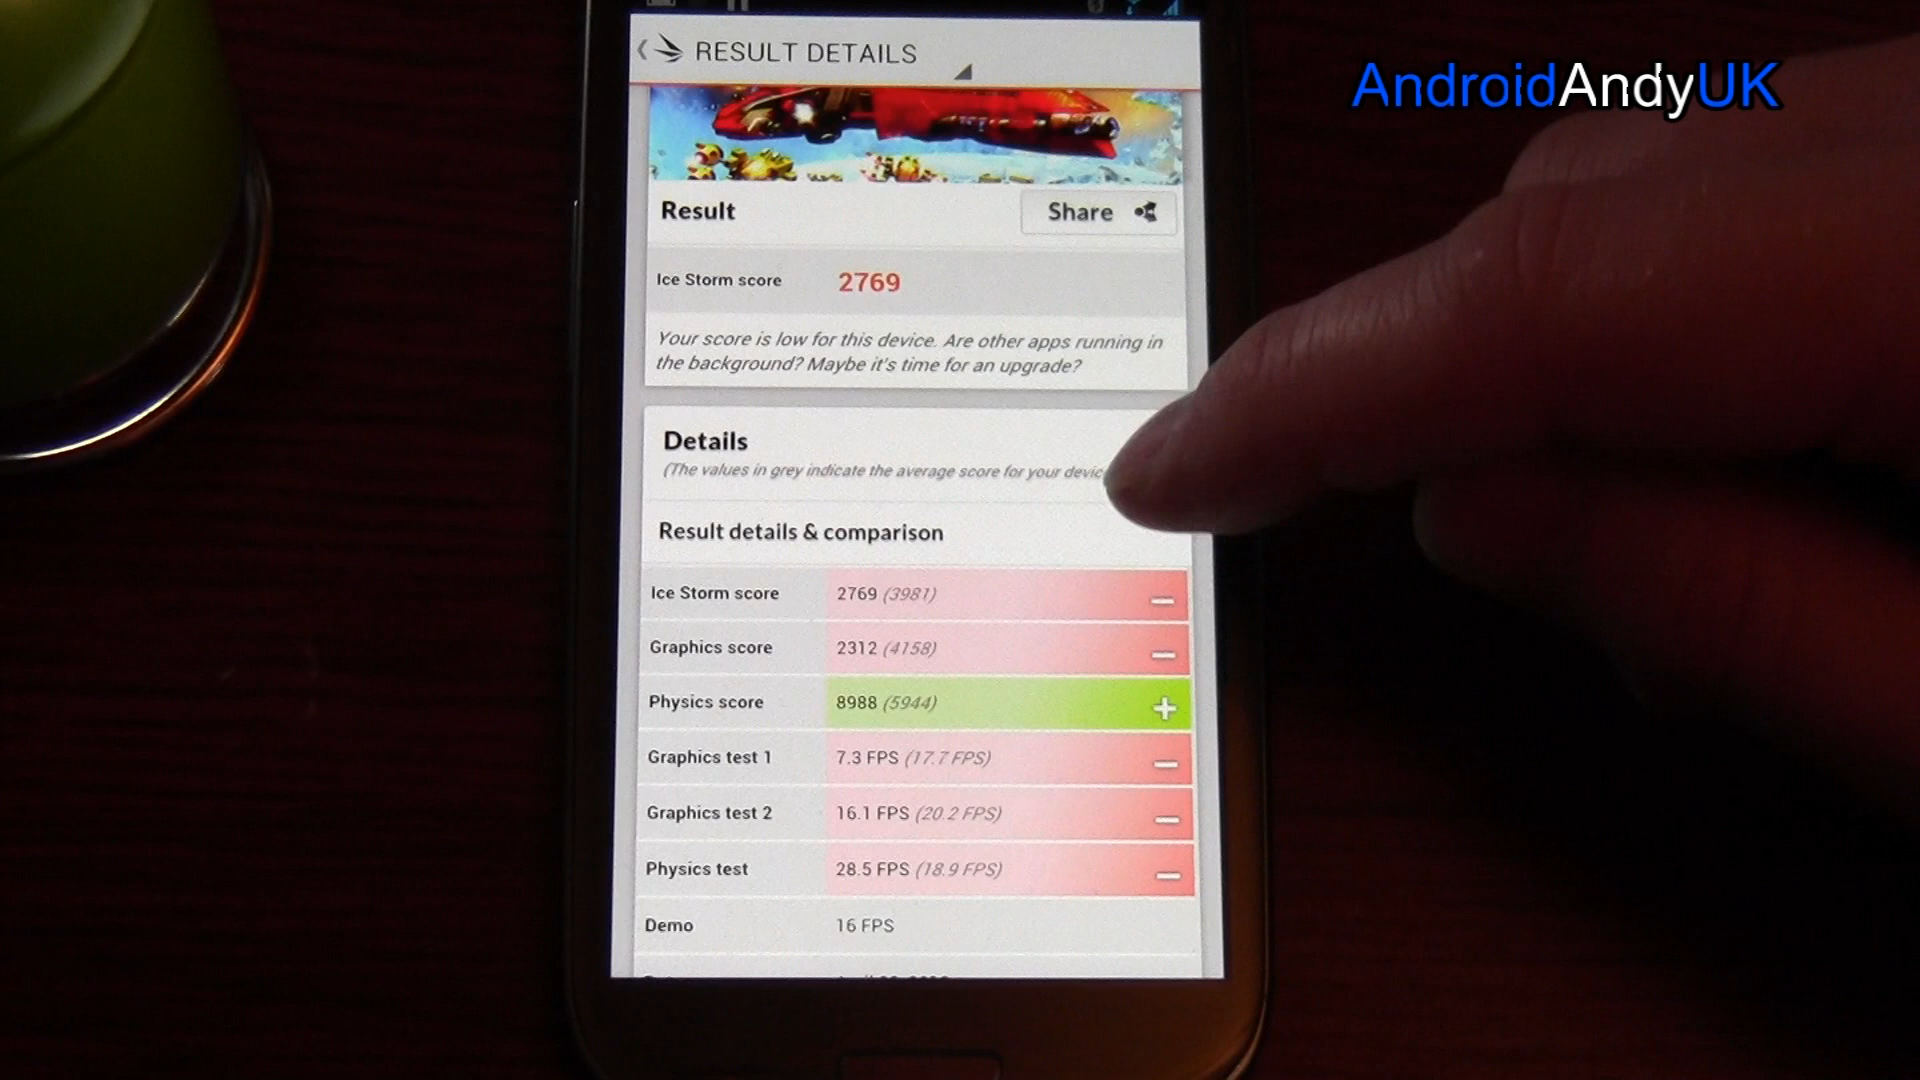 RESULT DETAILS
AndroidAndyUK
Result
Share
Ice Storm score 2769
Your score is low for this device. Are other apps running in
the background? Maybe it's time for an upgrade?
Details
(The values in grey indicate the average score for your
Result details & comparison
Ice Storm score 2769 (3981)
Graphics score 2312 (4158)
Physics score 8988 (5944)
Graphics test 1 7.3 FPS (17.7 FPS)
Graphics test 2 16.1 FPS (20.2 FPS)
Physics test 28.5 FPS (18.9 FPS)
Demo 16 FPS